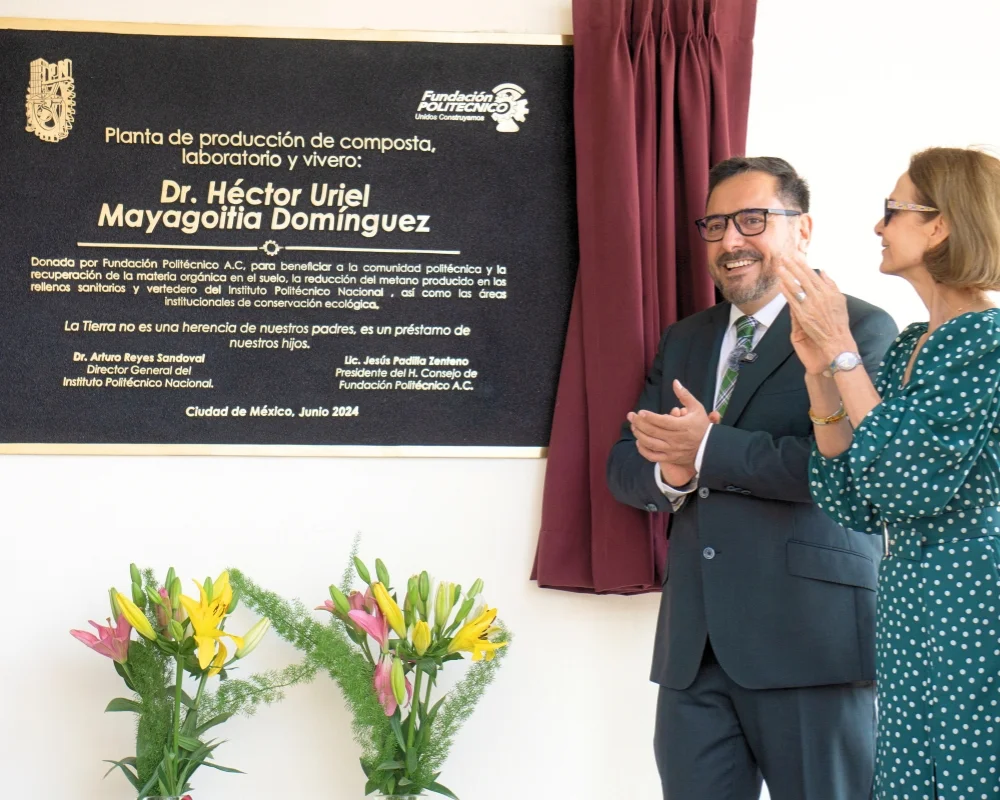 IPN
Fundación
POLITÉCNICO
Unidos Construyamos
Planta de producción de composta,
laboratorio y vivero:
Dr. Héctor Uriel
Mayagoitia Domínguez
Donada por Fundación Politécnico A.C, para beneficiar a la comunidad politécnica y la
recuperación de la materia orgánica en el suelo, la reducción del metano producido en los
rellenos sanitarios y vertedero del Instituto Politécnico Nacional , así como las áreas
institucionales de conservación ecológica.
La Tierra no es una herencia de nuestros padres, es un préstamo de
nuestros hijos.
Dr. Arturo Reyes Sandoval
Director General del
Instituto Politécnico Nacional.
Lic. Jesús Padilla Zenteno
Presidente del H. Consejo de
Fundación Politécnico A.C.
Ciudad de México, Junio 2024